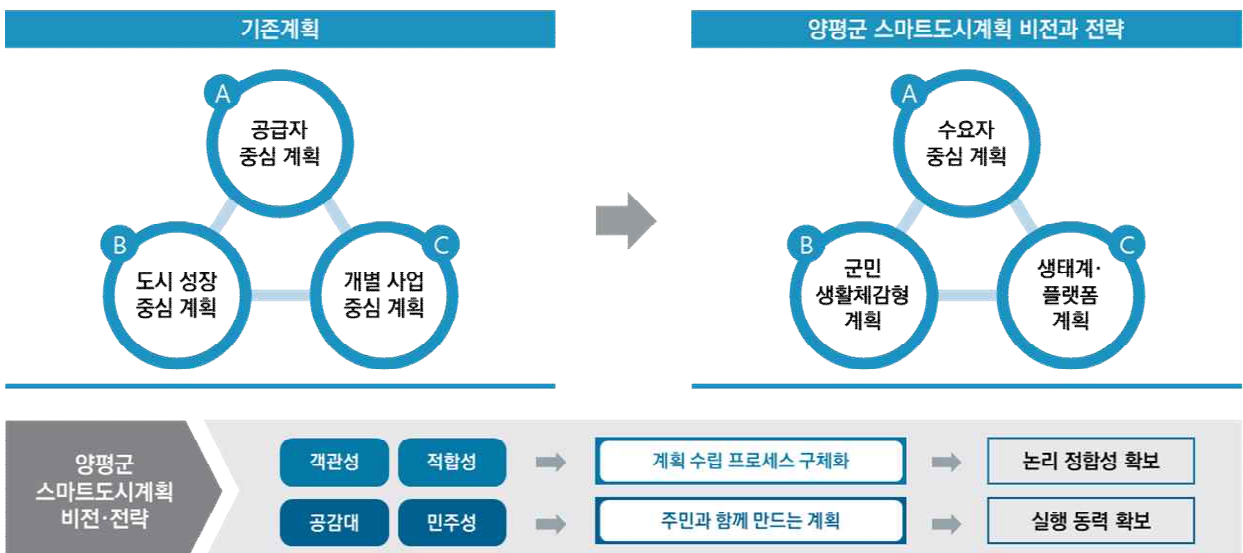 기존계획
A
공급자
중심 계획
B
도시 성장
중심 계획
C
개별 사업
중심 계획
양평군 스마트도시계획 비전과 전략
A
수요자
중심 계획
B
군민
생활체감형
계획
C
생태계·
플랫폼
계획
양평군
스마트도시계획
비전·전략
객관성 적합성 계획 수립 프로세스 구체화 논리 정합성 확보
공감대 민주성 주민과 함께 만드는 계획 실행 동력 확보